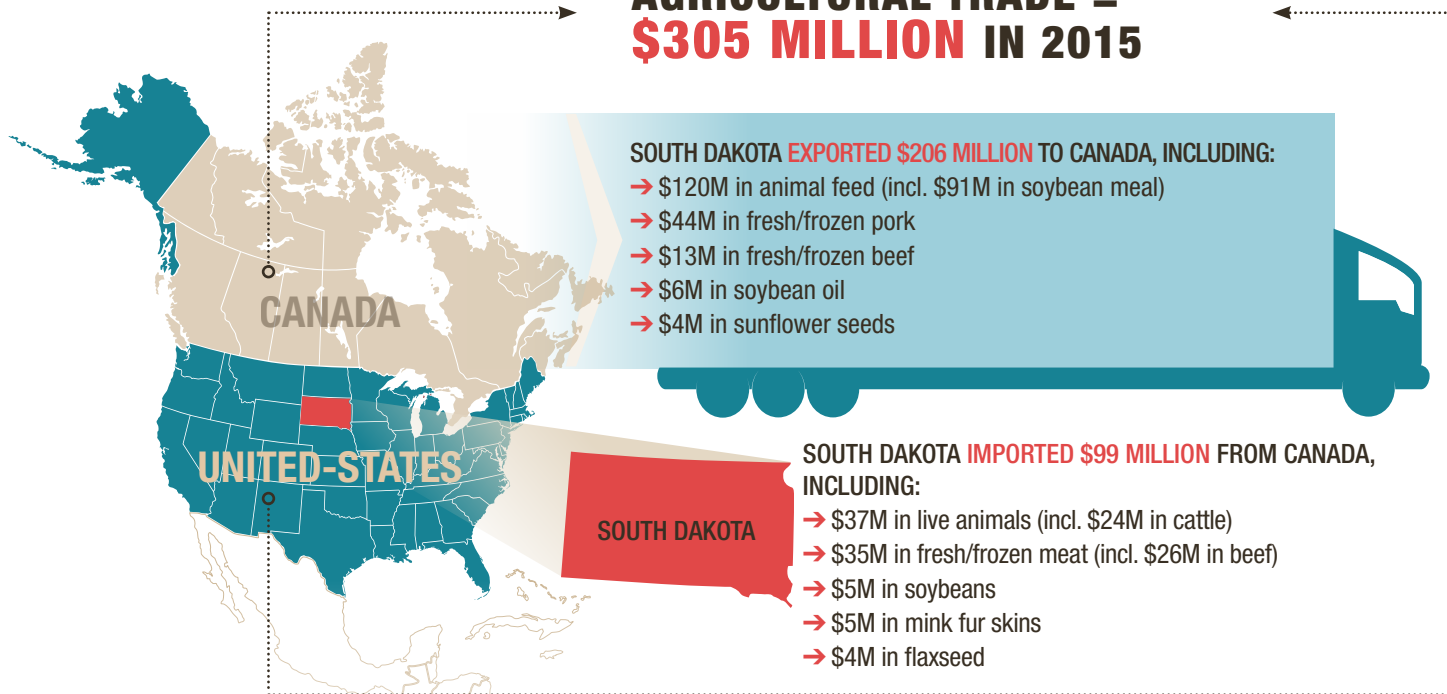 AGRICULTURAL TRADE =
$305 MILLION IN 2015
SOUTH DAKOTA EXPORTED $206 MILLION TO CANADA, INCLUDING:
➔ $120M in animal feed (incl. $91M in soybean meal)
➔ $44M in fresh/frozen pork
➔ $13M in fresh/frozen beef
➔ $6M in soybean oil
➔ $4M in sunflower seeds
CANADA
UNITED-STATES
SOUTH DAKOTA
SOUTH DAKOTA IMPORTED $99 MILLION FROM CANADA,
INCLUDING:
➔ $37M in live animals (incl. $24M in cattle)
➔ $35M in fresh/frozen meat (incl. $26M in beef)
➔ $5M in soybeans
➔ $5M in mink fur skins
➔ $4M in flaxseed